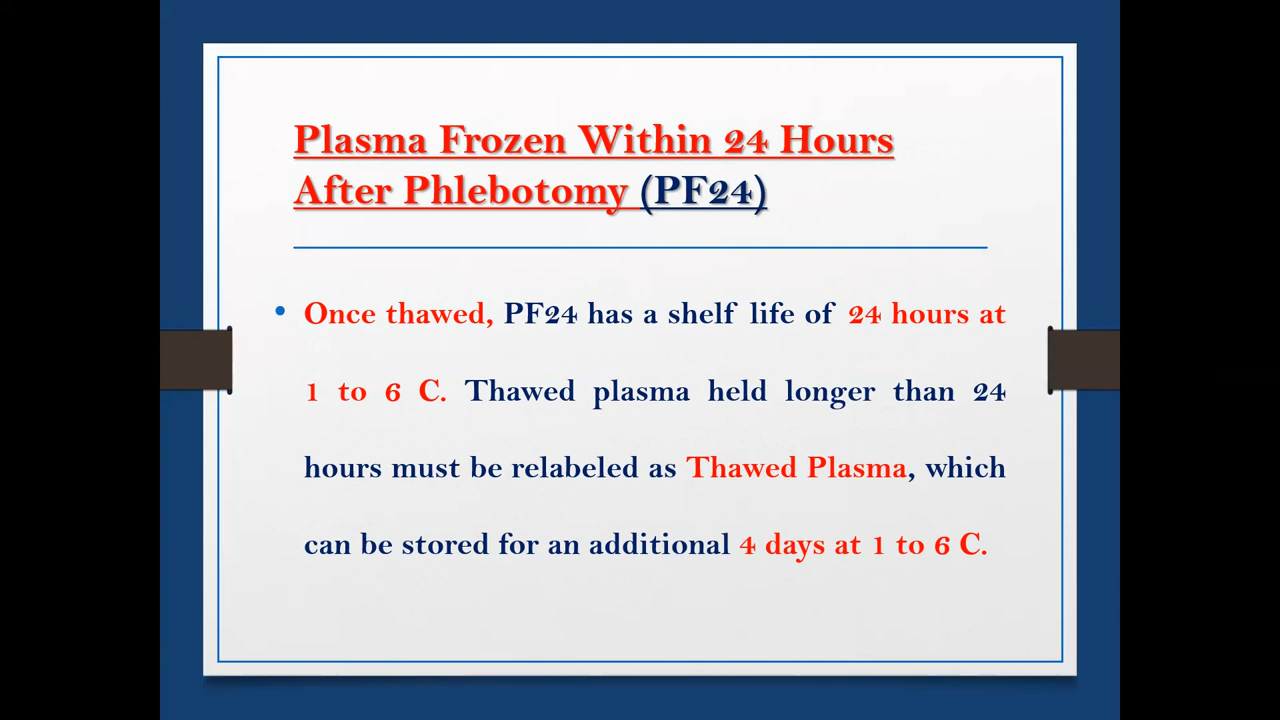 Plasma Frozen Within 24 Hours
After Phlebotomy (PF24)
• Once thawed, PF24 has a shelf life of 24 hours at
1 to 6 C. Thawed plasma held longer than 24
hours must be relabeled as Thawed Plasma, which
can be stored for an additional 4 days at 1 to 6 C.